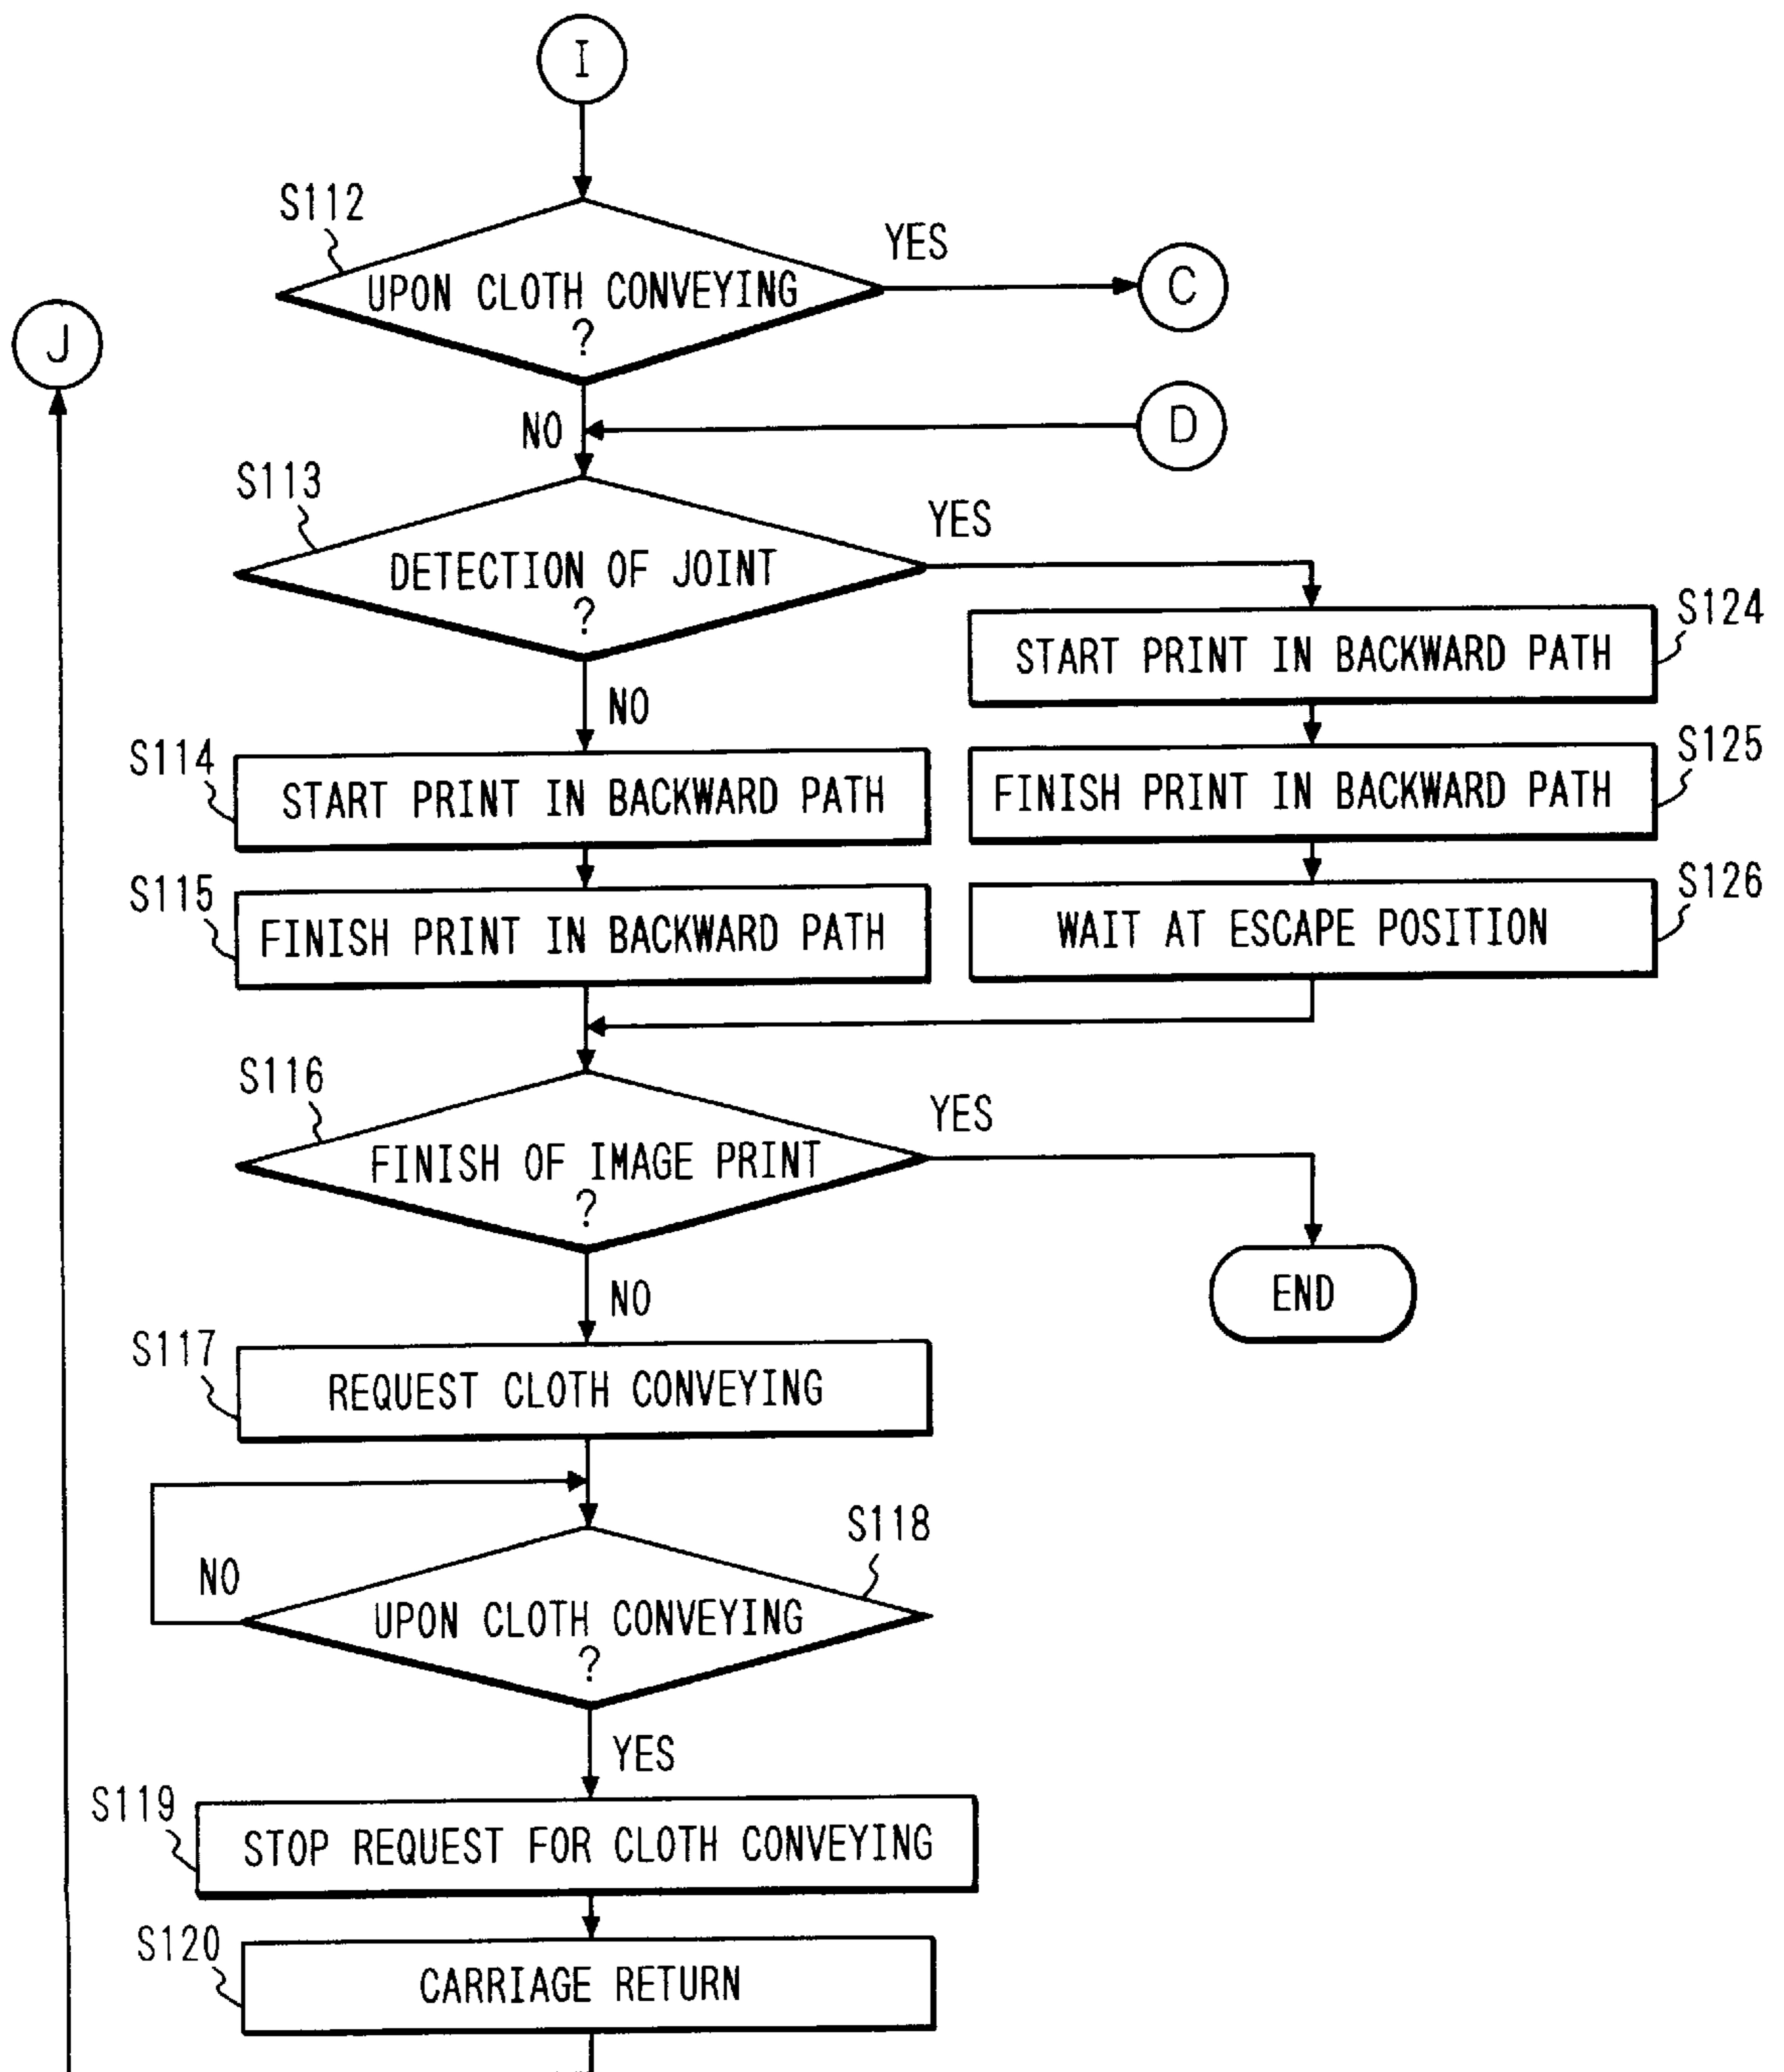 I
S112
UPON CLOTH CONVEYING
?
YES
C
J
NO
D
S113
DETECTION OF JOINT
?
YES
S124
START PRINT IN BACKWARD PATH
NO
S114
START PRINT IN BACKWARD PATH
S125
FINISH PRINT IN BACKWARD PATH
S115
FINISH PRINT IN BACKWARD PATH
S126
WAIT AT ESCAPE POSITION
S116
FINISH OF IMAGE PRINT
?
YES
END
NO
S117
REQUEST CLOTH CONVEYING
S118
NO
UPON CLOTH CONVEYING
?
YES
S119
STOP REQUEST FOR CLOTH CONVEYING
S120
CARRIAGE RETURN